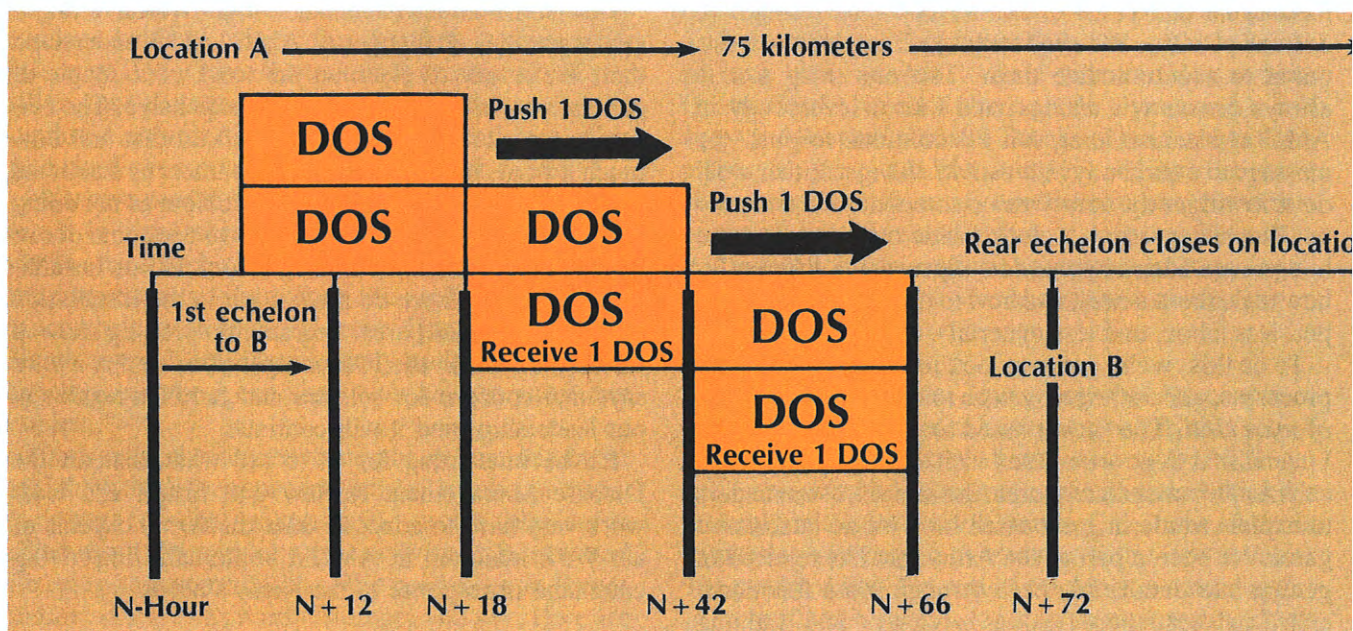 Location A
75 kilometers
DOS
Push 1 DOS
DOS
DOS
Push 1 DOS
Time
Rear echelon closes on location
1st echelon
to B
DOS
Receive 1 DOS
DOS
Location B
DOS
Receive 1 DOS
N-Hour
N + 12
N + 18
N + 42
N + 66
N + 72